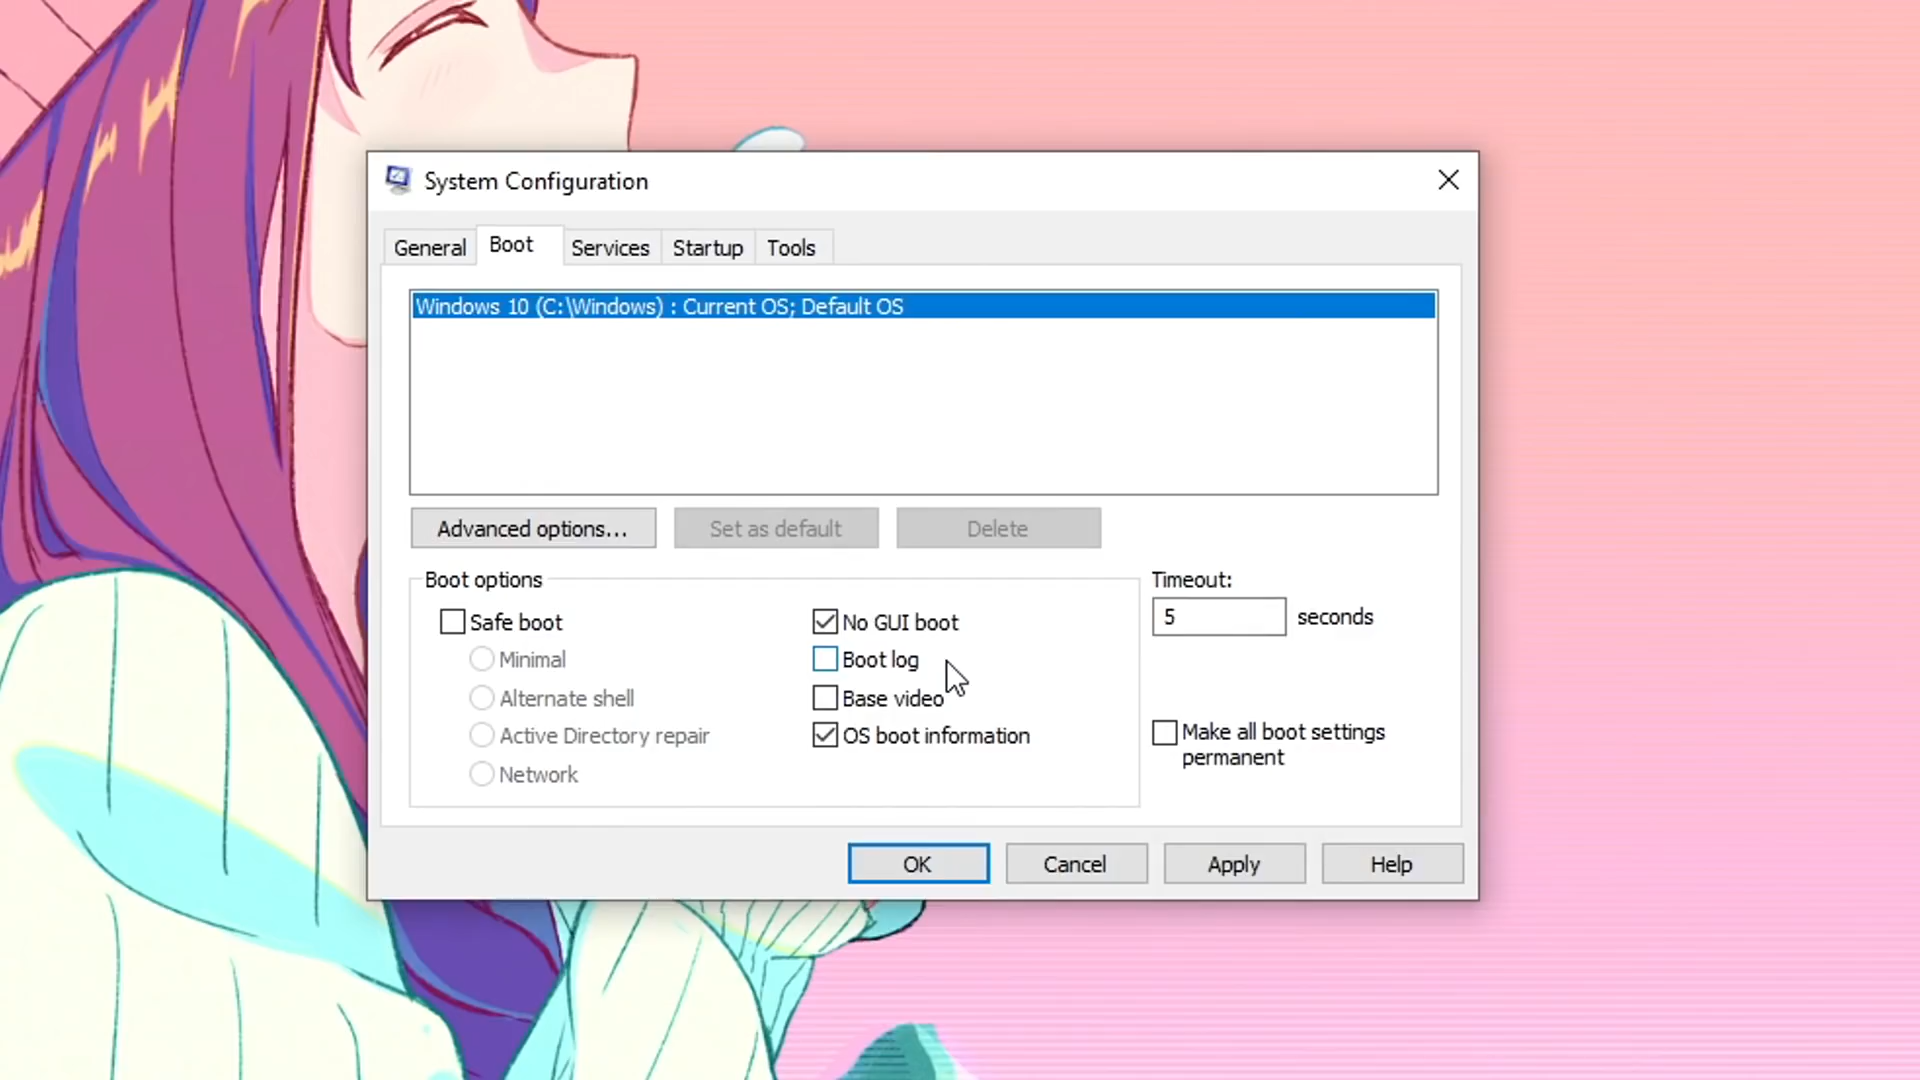 System Configuration
General Boot Services Startup Tools
Windows 10 (C:\Windows) : Current OS; Default OS
Advanced options... Set as default Delete
Boot options
Timeout:
Safe boot
No GUI boot
5 seconds
Minimal
Boot log
Alternate shell
Base video
Active Directory repair
OS boot information
Make all boot settings
permanent
Network
OK Cancel Apply Help